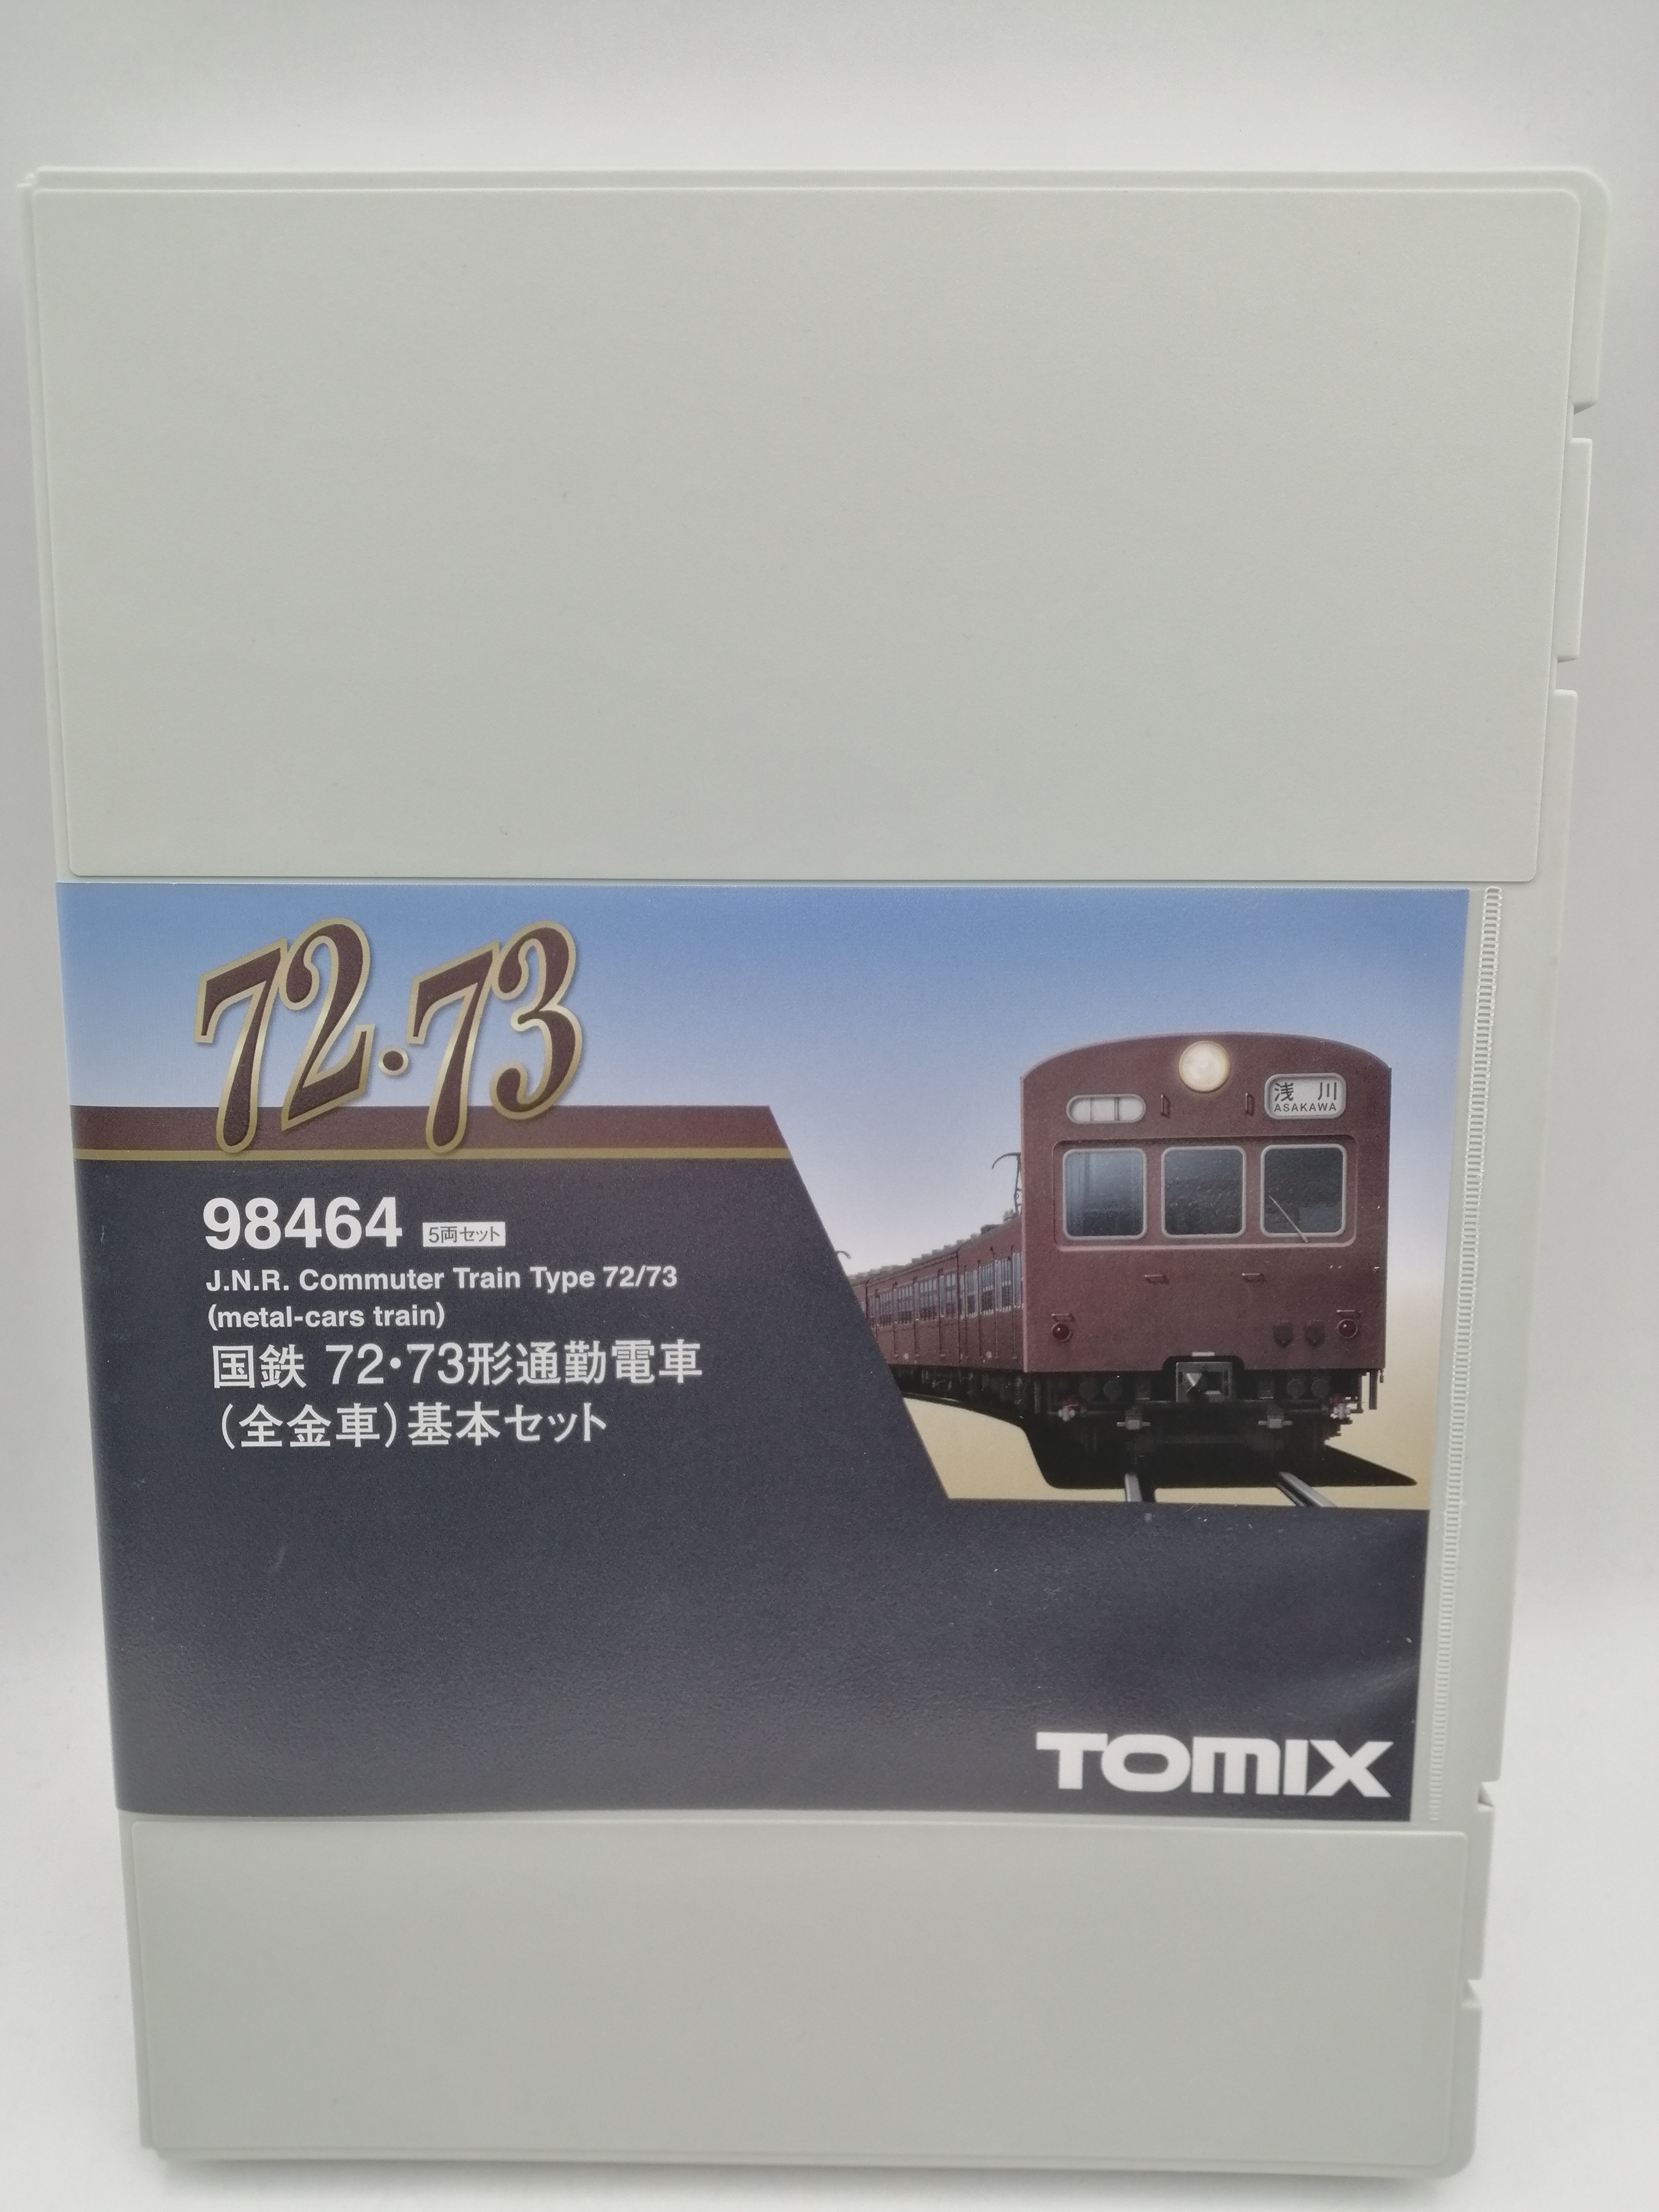 72・73
浅川
ASAKAWA
98464 5両セット
J.N.R. Commuter Train Type 72/73
(metal-cars train)
国鉄 72・73形通勤電車
(全金車)基本セット
TOMIX